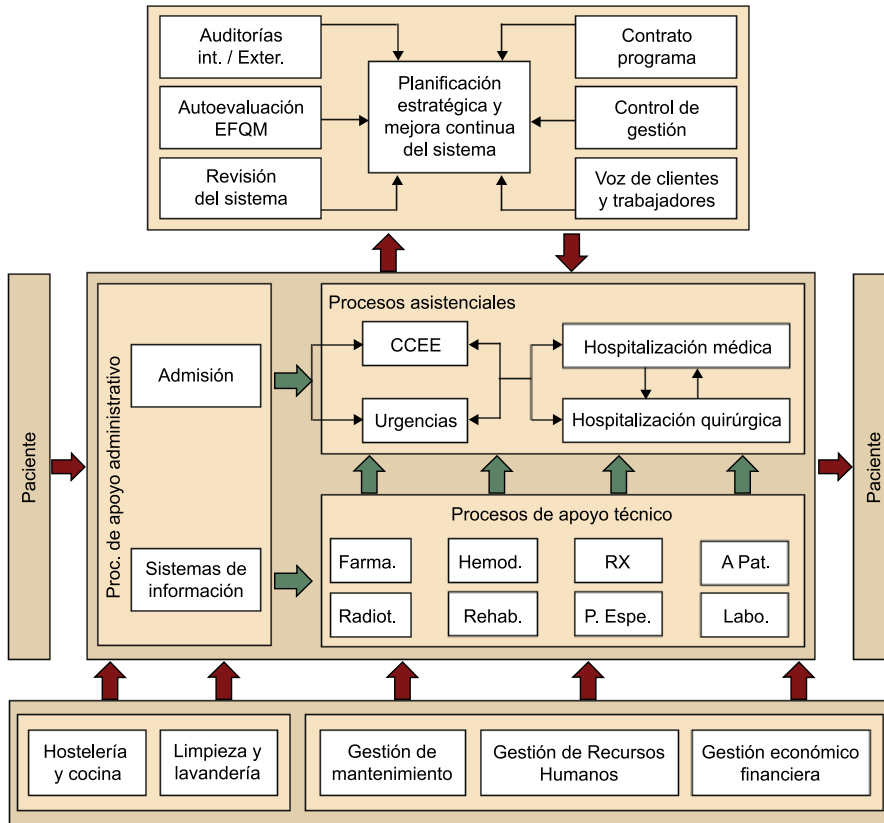 Auditorías
int. / Exter.
Autoevaluación
EFQM
Revisión
del sistema
Planificación
estratégica y
mejora continua
del sistema
Contrato
programa
Control de
gestión
Voz de clientes
y trabajadores
Paciente
Proc. de apoyo administrativo
Admisión
Sistemas de
información
Procesos asistenciales
CCEE
Urgencias
Hospitalización médica
Hospitalización quirúrgica
Procesos de apoyo técnico
Farma.
Hemod.
RX
A Pat.
Radiot.
Rehab.
P. Espe.
Labo.
Paciente
Hostelería
y cocina
Limpieza y
lavandería
Gestión de
mantenimiento
Gestión de Recursos
Humanos
Gestión económico
financiera